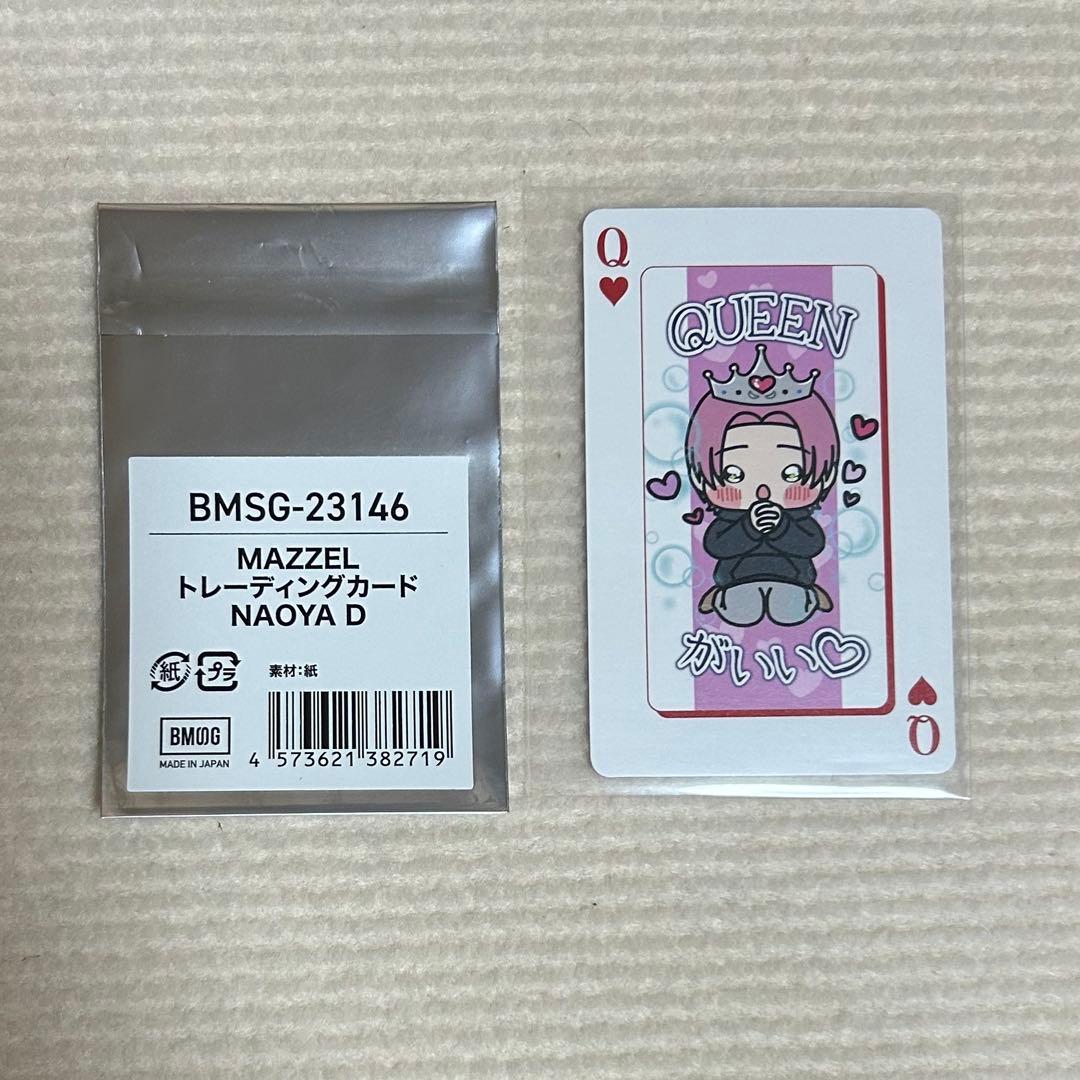 BMSG-23146
MAZZEL
トレーディングカード
NAOYA D
紙 プラ 素材:紙
BMSG
MADE IN JAPAN
4 573621 382719
Q
QUEEN
がいい♡
Q